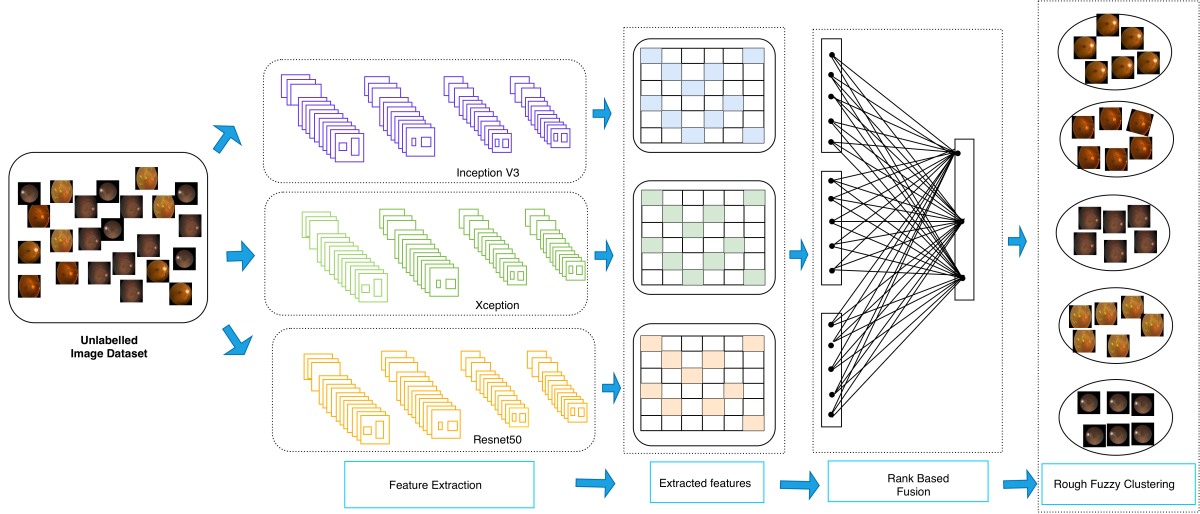 Unlabelled
Image Dataset
Inception V3
Xception
Resnet50
Feature Extraction
Extracted features
Rank Based
Fusion
Rough Fuzzy Clustering